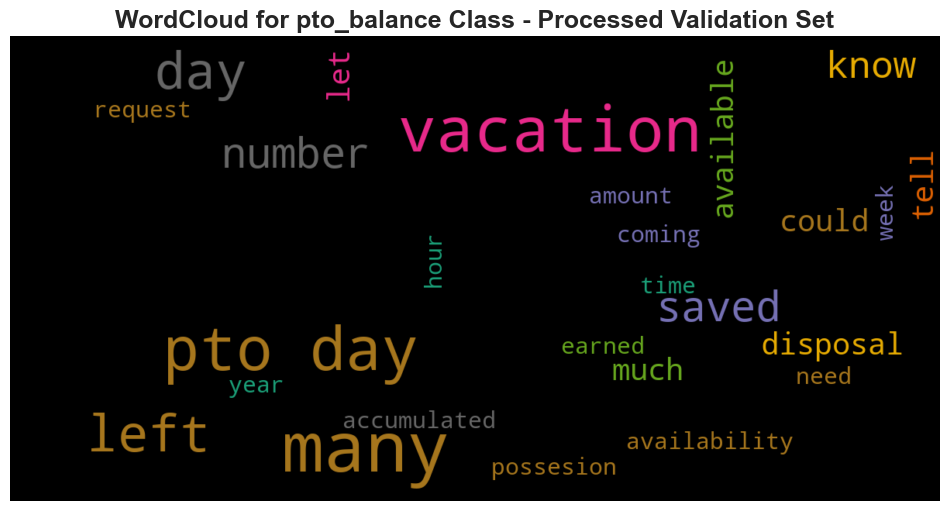 WordCloud for pto_balance Class - Processed Validation Set
day
let
know
request
available
vacation
number
tell
amount
week
could
coming
hour
time
saved
pto day
earned
disposal
much
need
year
left
accumulated
many
availability
possesion